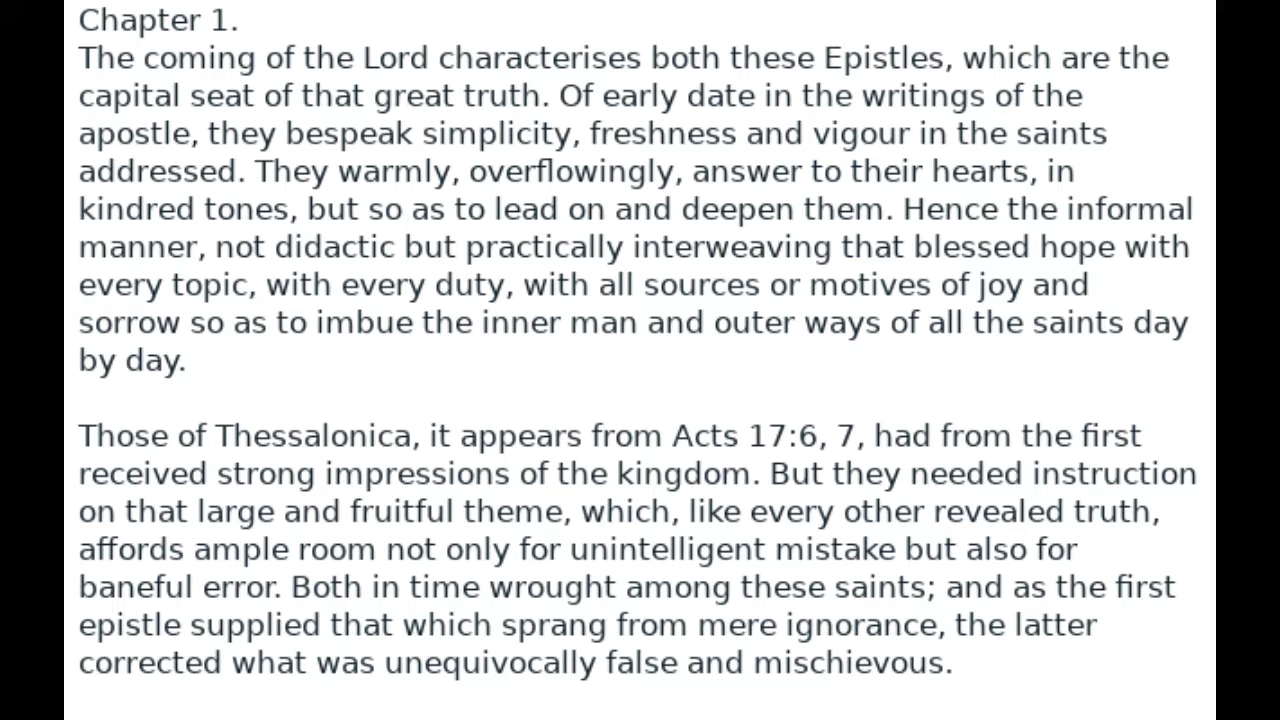 Chapter 1.
The coming of the Lord characterises both these Epistles, which are the
capital seat of that great truth. Of early date in the writings of the
apostle, they bespeak simplicity, freshness and vigour in the saints
addressed. They warmly, overflowingly, answer to their hearts, in
kindred tones, but so as to lead on and deepen them. Hence the informal
manner, not didactic but practically interweaving that blessed hope with
every topic, with every duty, with all sources or motives of joy and
sorrow so as to imbue the inner man and outer ways of all the saints day
by day.
Those of Thessalonica, it appears from Acts 17:6, 7, had from the first
received strong impressions of the kingdom. But they needed instruction
on that large and fruitful theme, which, like every other revealed truth,
affords ample room not only for unintelligent mistake but also for
baneful error. Both in time wrought among these saints; and as the first
epistle supplied that which sprang from mere ignorance, the latter
corrected what was unequivocally false and mischievous.